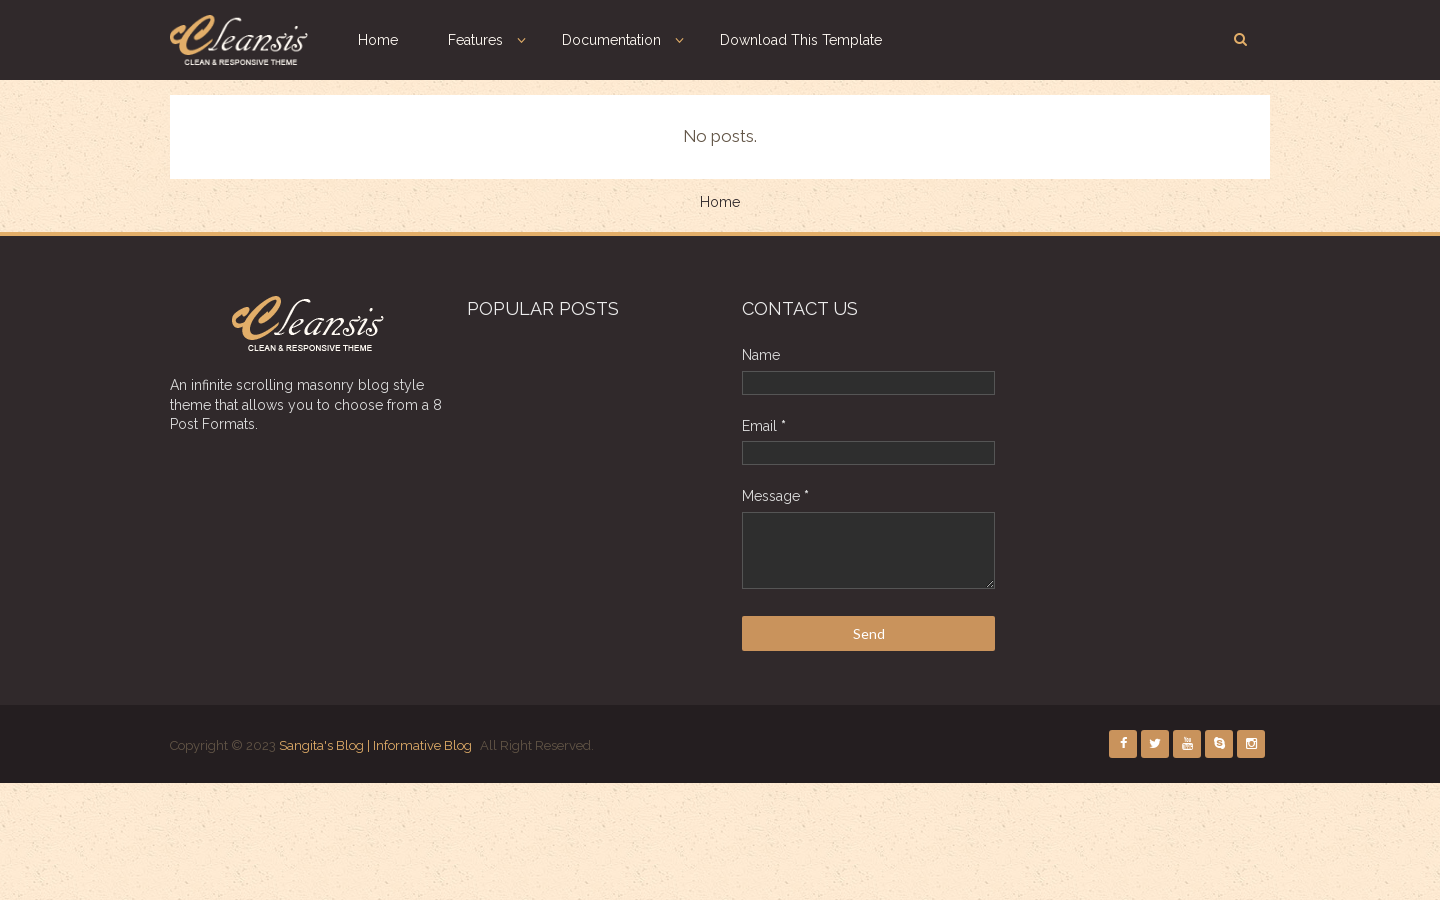 Cleansis
CLEAN & RESPONSIVE THEME
Home
Features
Documentation
Download This Template
No posts.
Home
Cleansis
CLEAN & RESPONSIVE THEME
An infinite scrolling masonry blog style
theme that allows you to choose from a 8
Post Formats.
POPULAR POSTS
CONTACT US
Name
Email *
Message *
Send
Copyright © 2023 Sangita's Blog | Informative Blog All Right Reserved.